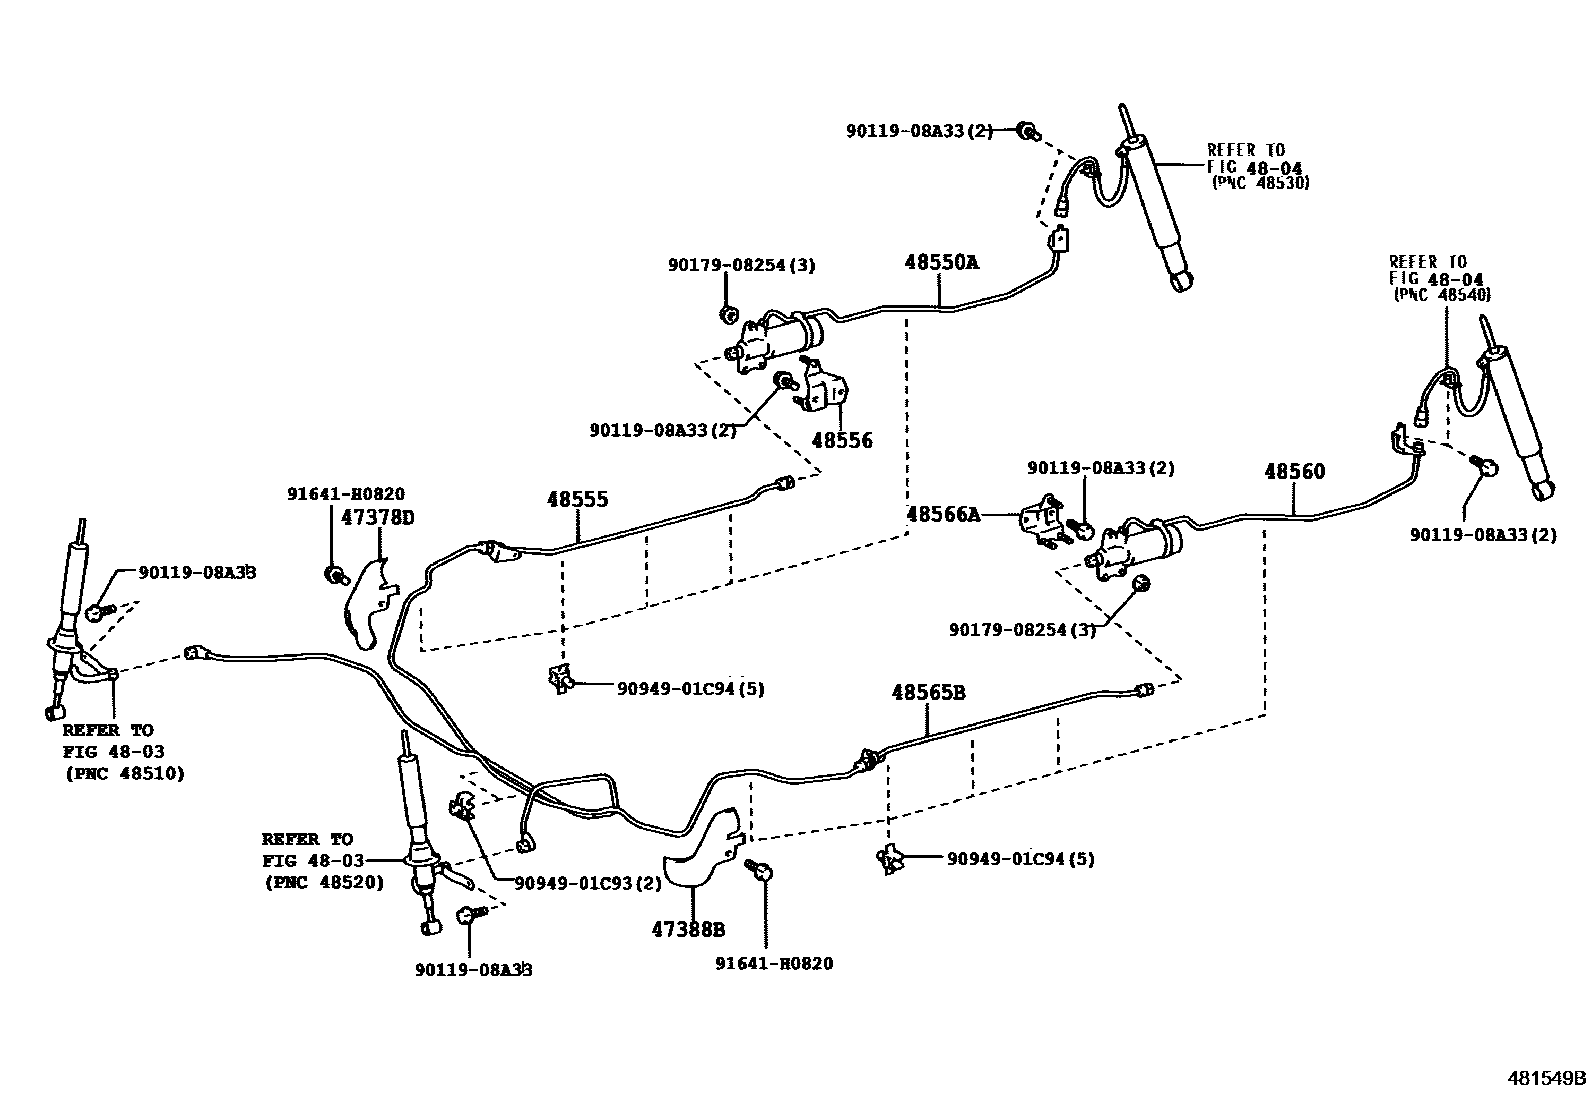 90119-08A33(2)
REFER TO
FIG 48-04
(PNC 48530)
90179-08254(3)
48550A
REFER TO
FIG 48-04
(PNC 48540)
90119-08A33(2)
48556
90119-08A33(2)
48560
91641-H0820
47378D
48555
48566A
90119-08A33(2)
90119-08A33
90179-08254(3)
90949-01C94(5)
48565B
REFER TO
FIG 48-03
(PNC 48510)
REFER TO
FIG 48-03
(PNC 48520)
90949-01C93(2)
90949-01C94(5)
47388B
90119-08A33
91641-H0820
481549B